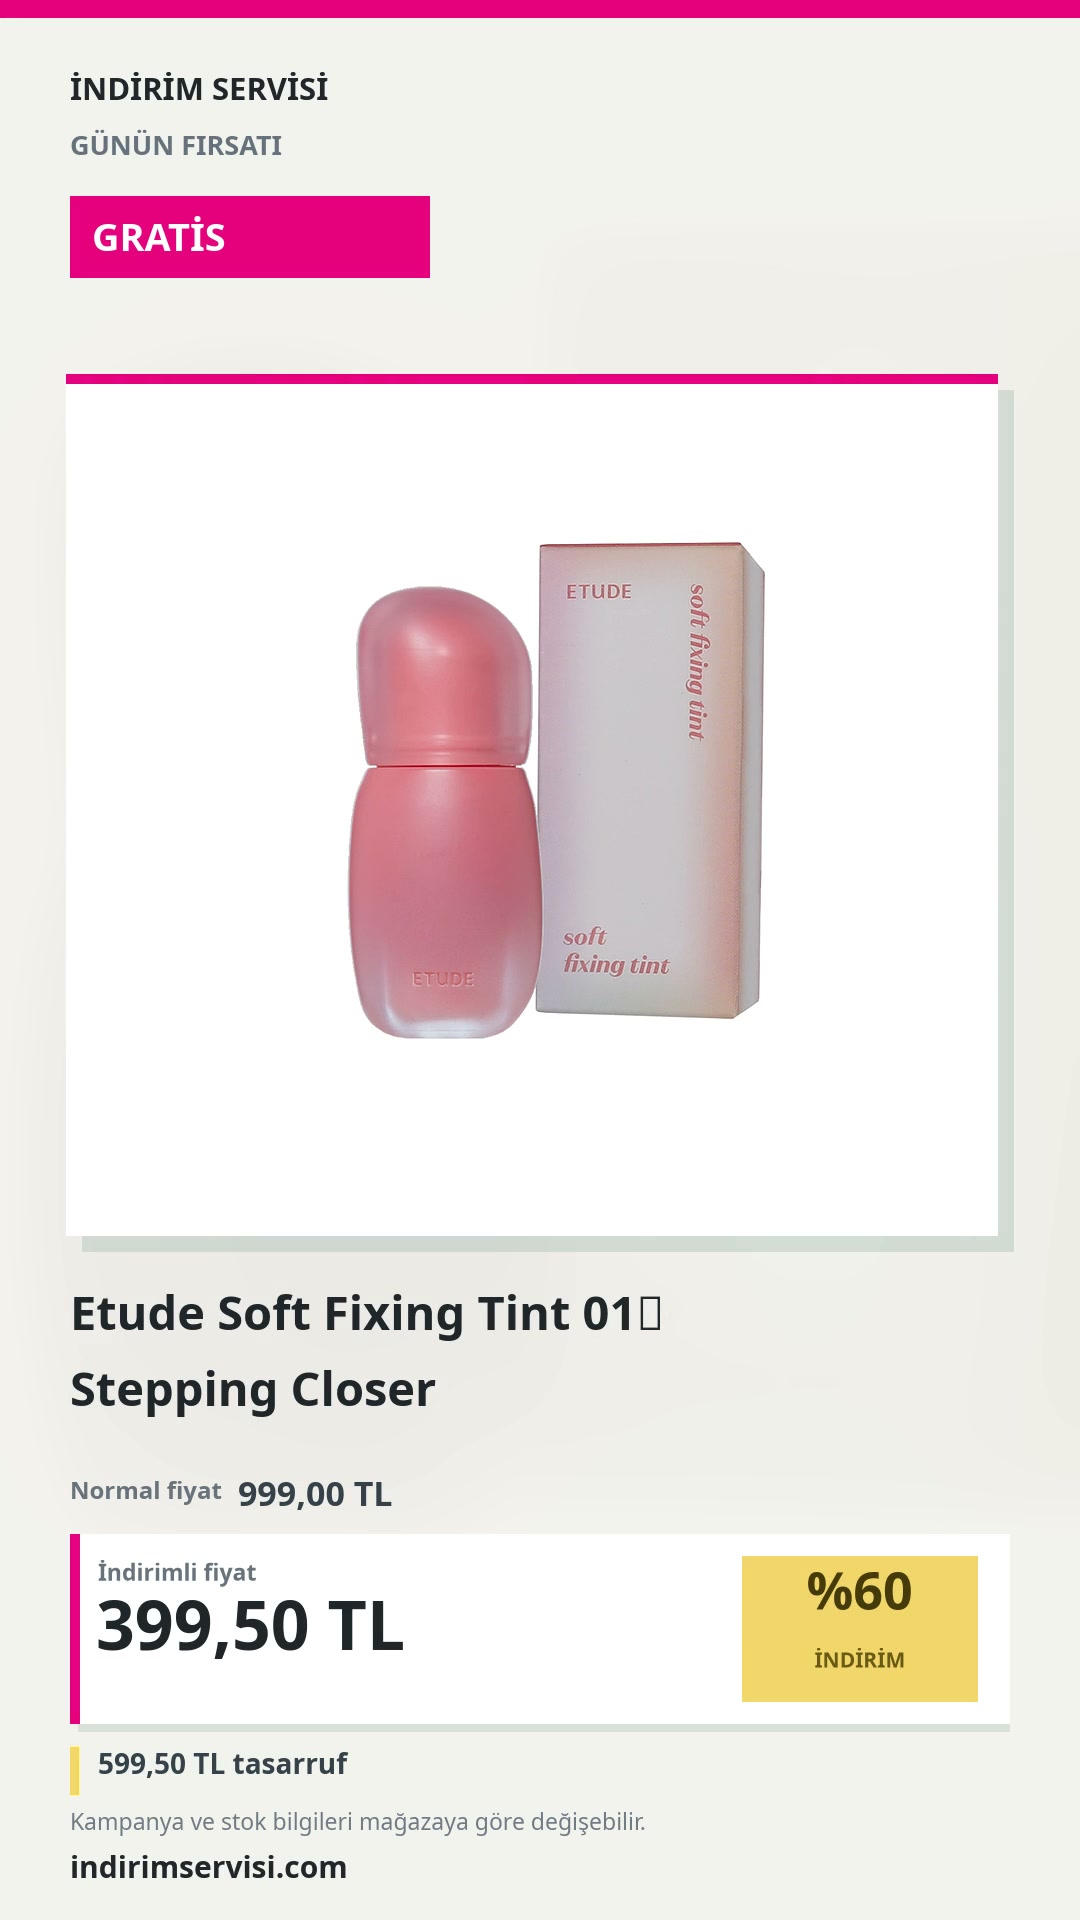 İNDİRİM SERVİSİ
GÜNÜN FIRSATI
GRATİS
ETUDE
soft fixing tint
soft
fixing tint
ETUDE
Etude Soft Fixing Tint 01
Stepping Closer
Normal fiyat 999,00 TL
İndirimli fiyat
399,50 TL
%60
İNDİRİM
599,50 TL tasarruf
Kampanya ve stok bilgileri mağazaya göre değişebilir.
indirimservisi.com